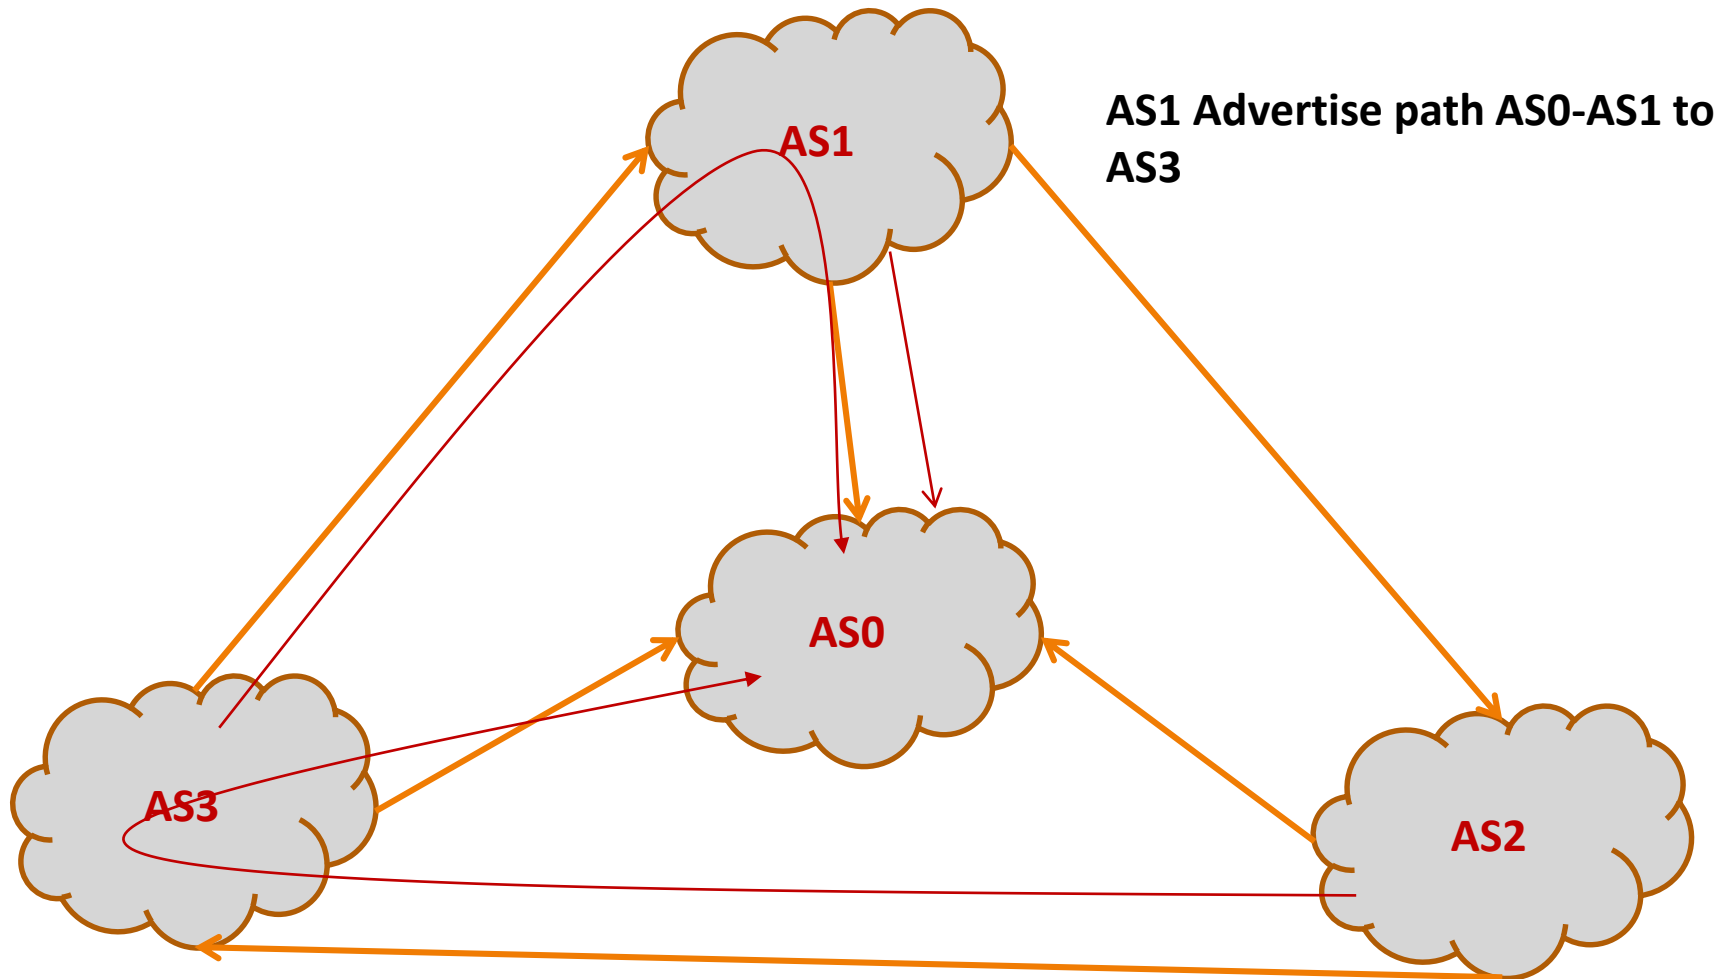 AS1
AS1 Advertise path AS0-AS1 to
AS3
AS0
AS3
AS2